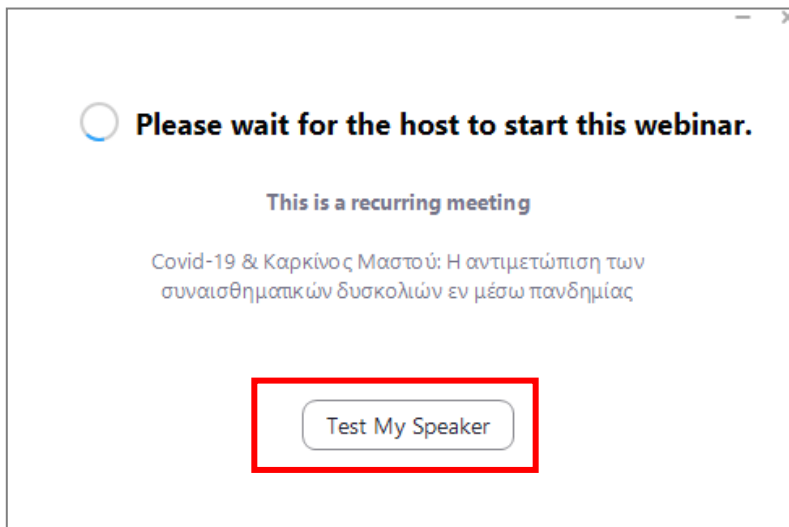 Please wait for the host to start this webinar.
This is a recurring meeting
Covid-19 & Καρκίνος Μαστού: Η αντιμετώπιση των
συναισθηματικών δυσκολιών εν μέσω πανδημίας
Test My Speaker